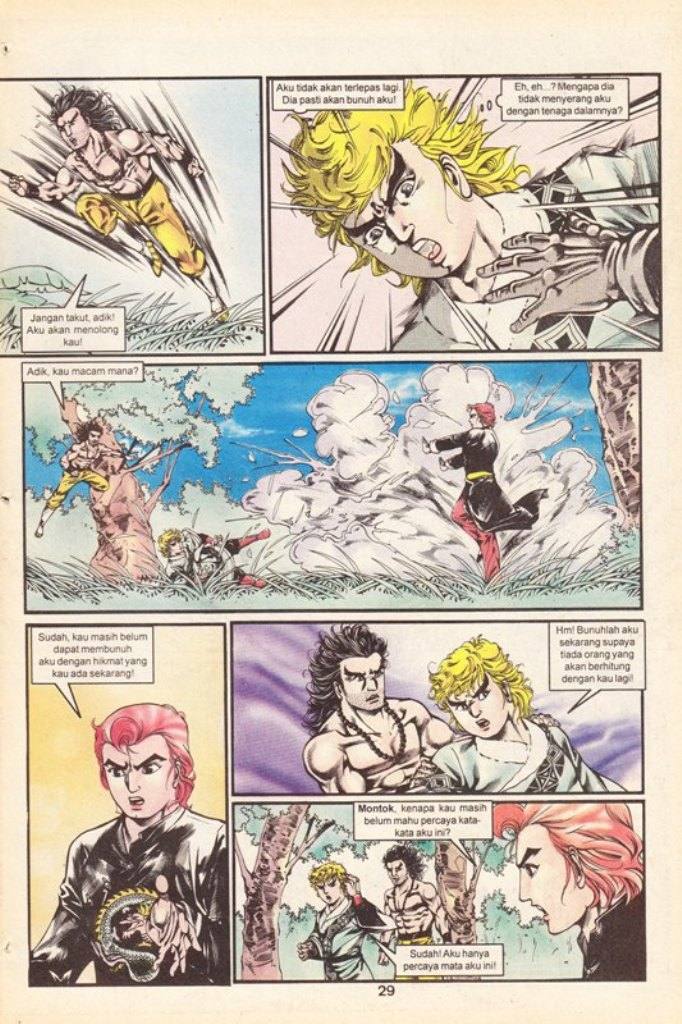 Jangan takut, adik!
Aku akan menolong
kau!
Aku tidak akan terlepas lagi.
Dia pasti akan bunuh aku!
Eh, eh...? Mengapa dia
tidak menyerang aku
dengan tenaga dalamnya?
Adik, kau macam mana?
Sudah, kau masih belum
dapat membunuh
aku dengan hikmat yang
kau ada sekarang!
Hm! Bunuhlah aku
sekarang supaya
tiada orang yang
akan berhitung
dengan kau lagi!
Montok, kenapa kau masih
belum mahu percaya kata-
kata aku ini?
Sudah! Aku hanya
percaya mata aku ini!
29